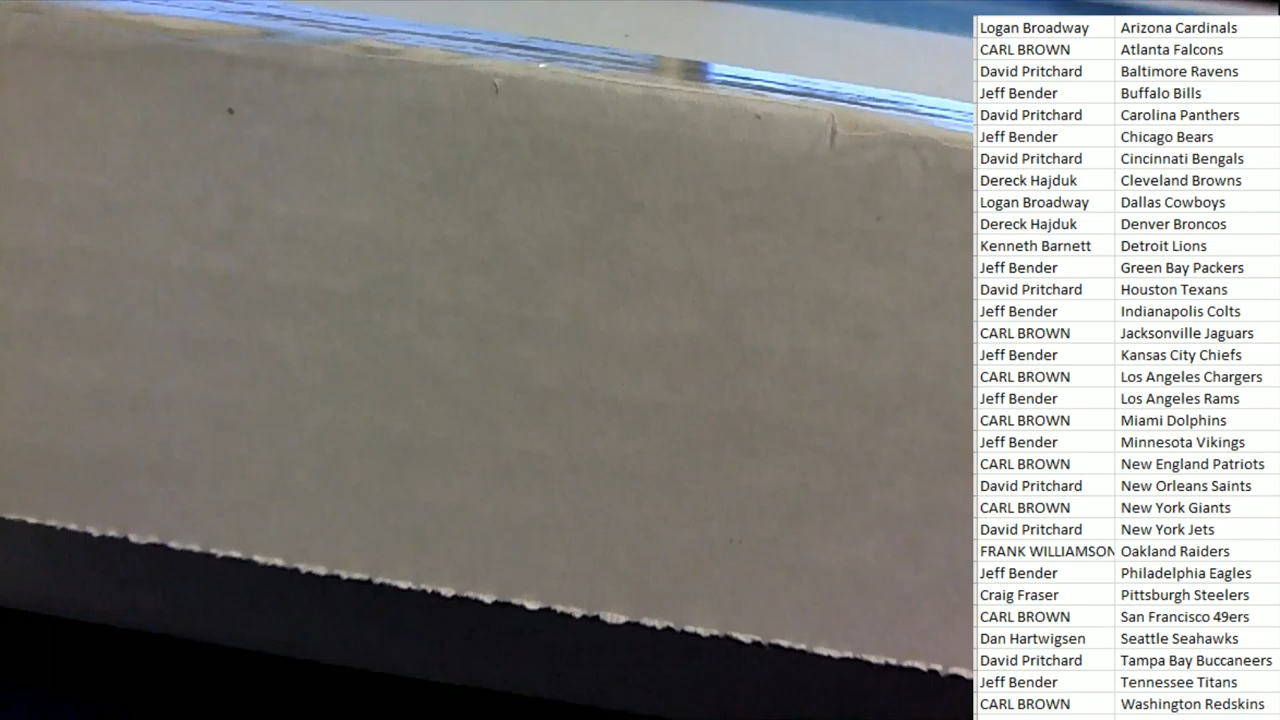 Logan Broadway Arizona Cardinals
CARL BROWN Atlanta Falcons
David Pritchard Baltimore Ravens
Jeff Bender Buffalo Bills
David Pritchard Carolina Panthers
Jeff Bender Chicago Bears
David Pritchard Cincinnati Bengals
Dereck Hajduk Cleveland Browns
Logan Broadway Dallas Cowboys
Dereck Hajduk Denver Broncos
Kenneth Barnett Detroit Lions
Jeff Bender Green Bay Packers
David Pritchard Houston Texans
Jeff Bender Indianapolis Colts
CARL BROWN Jacksonville Jaguars
Jeff Bender Kansas City Chiefs
CARL BROWN Los Angeles Chargers
Jeff Bender Los Angeles Rams
CARL BROWN Miami Dolphins
Jeff Bender Minnesota Vikings
CARL BROWN New England Patriots
David Pritchard New Orleans Saints
CARL BROWN New York Giants
David Pritchard New York Jets
FRANK WILLIAMSON Oakland Raiders
Jeff Bender Philadelphia Eagles
Craig Fraser Pittsburgh Steelers
CARL BROWN San Francisco 49ers
Dan Hartwigsen Seattle Seahawks
David Pritchard Tampa Bay Buccaneers
Jeff Bender Tennessee Titans
CARL BROWN Washington Redskins